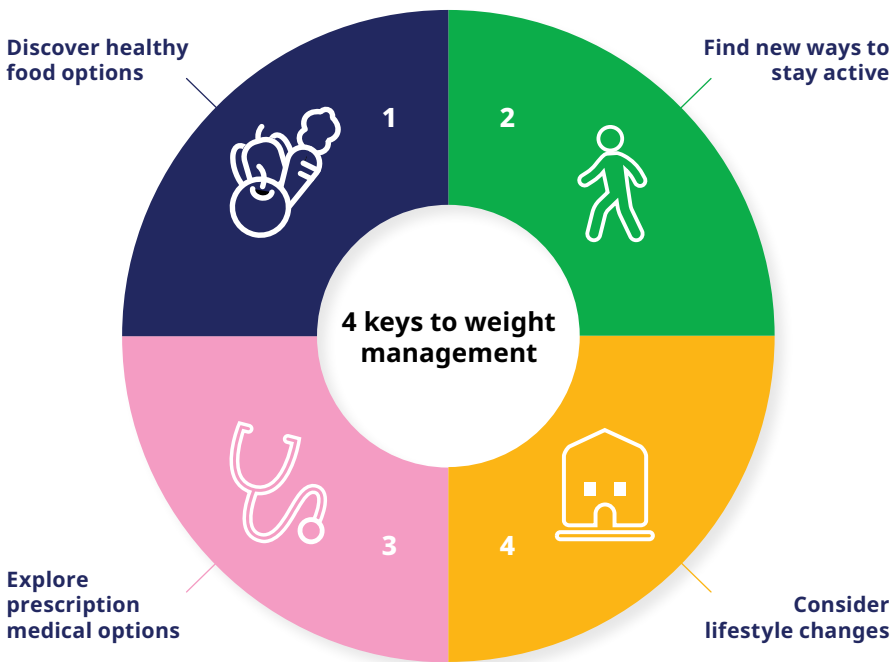 Discover healthy
food options
1
2
Find new ways to
stay active
4 keys to weight
management
Explore
prescription
medical options
3
4
Consider
lifestyle changes